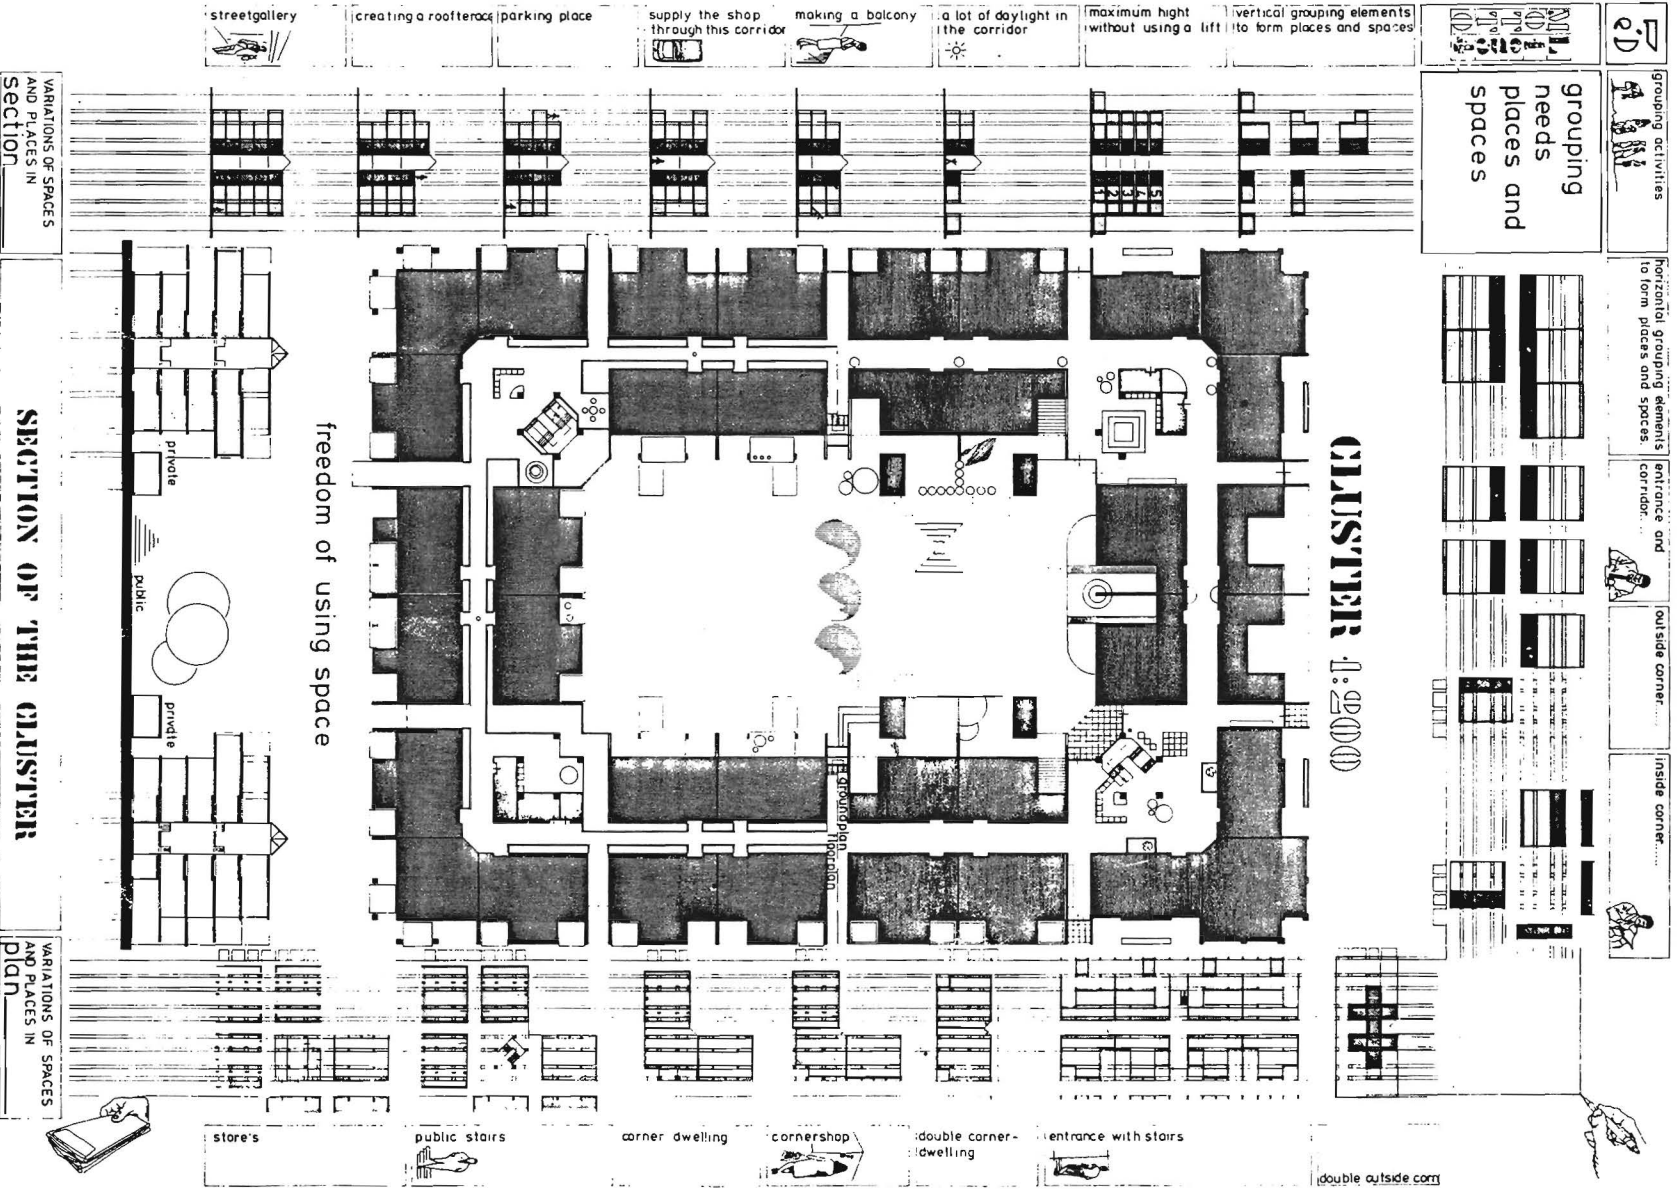 streetgallery
creating a roofterace
parking place
supply the shop
through this corridor
making a balcony
a lot of daylight in
the corridor
maximum hight
without using a lift
vertical grouping elements
to form places and spaces
grouping
needs
places and
spaces
grouping activities
horizontal grouping elements
to form places and spaces.
entrance and
corridor....
outside corner.....
inside corner.....
VARIATIONS OF SPACES
AND PLACES IN
section
1
2
3
4
5
SECTION OF THE CLUSTER
private
public
private
freedom of using space
CLUSTER 1:200
groundplan
floorplan
VARIATIONS OF SPACES
AND PLACES IN
plan
store's
public stairs
corner dwelling
cornershop
double corner-
dwelling
entrance with stairs
double outside corn